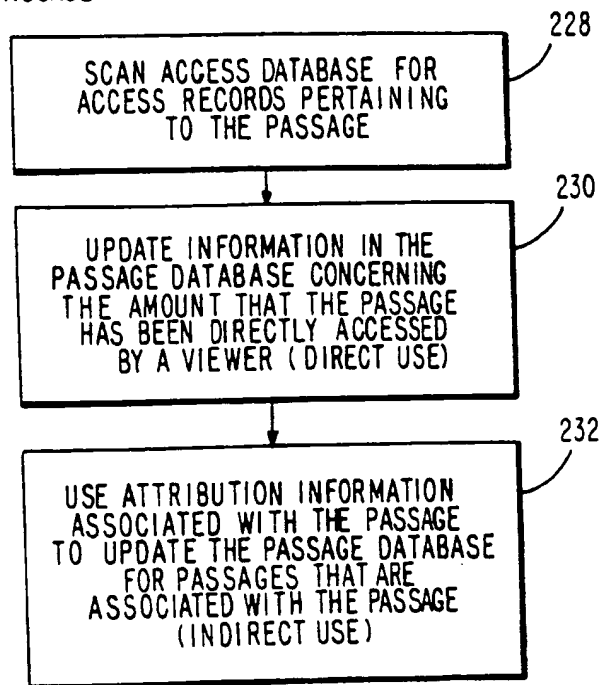 228
SCAN ACCESS DATABASE FOR
ACCESS RECORDS PERTAINING
TO THE PASSAGE
230
UPDATE INFORMATION IN THE
PASSAGE DATABASE CONCERNING
THE AMOUNT THAT THE PASSAGE
HAS BEEN DIRECTLY ACCESSED
BY A VIEWER (DIRECT USE)
232
USE ATTRIBUTION INFORMATION
ASSOCIATED WITH THE PASSAGE
TO UPDATE THE PASSAGE DATABASE
FOR PASSAGES THAT ARE
ASSOCIATED WITH THE PASSAGE
(INDIRECT USE)